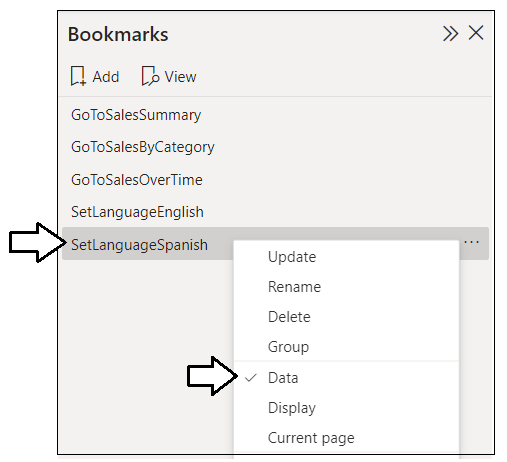 Bookmarks
Add View
GoToSalesSummary
GoToSalesByCategory
GoToSalesOverTime
SetLanguageEnglish
SetLanguageSpanish ...
Update
Rename
Delete
Group
Data
Display
Current page